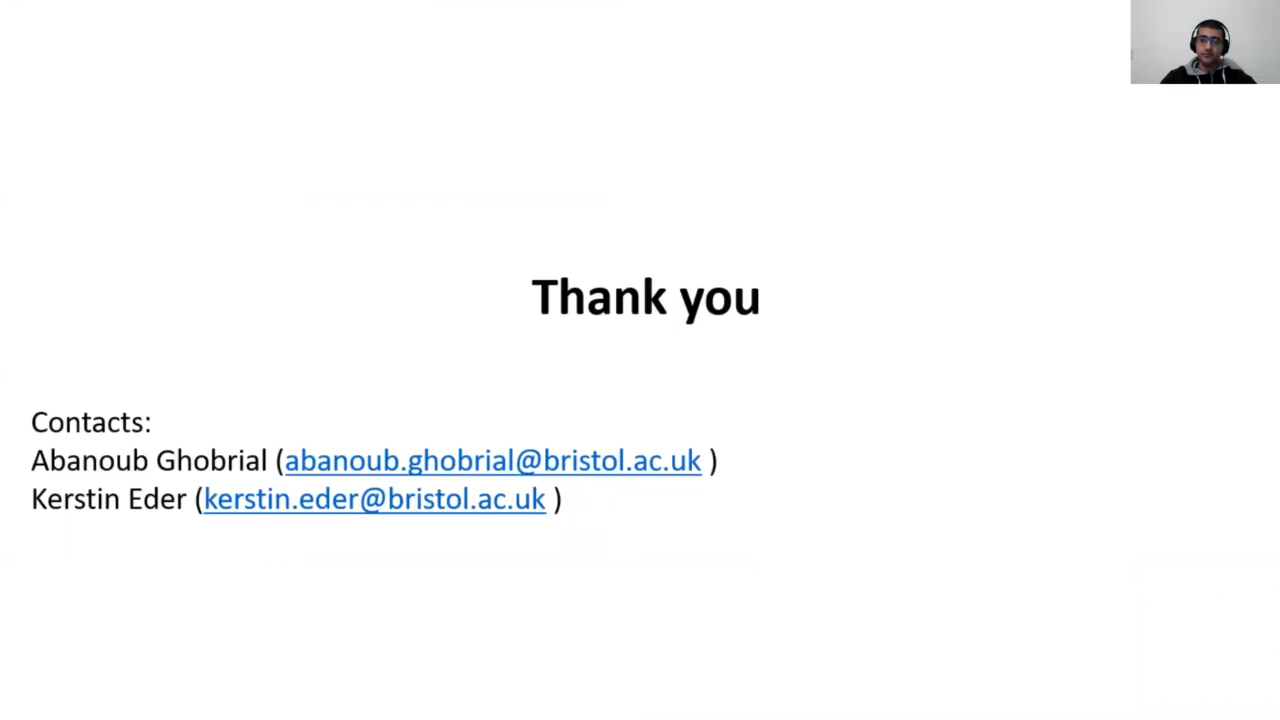 Thank you
Contacts:
Abanoub Ghobrial (abanoub.ghobrial@bristol.ac.uk )
Kerstin Eder (kerstin.eder@bristol.ac.uk )